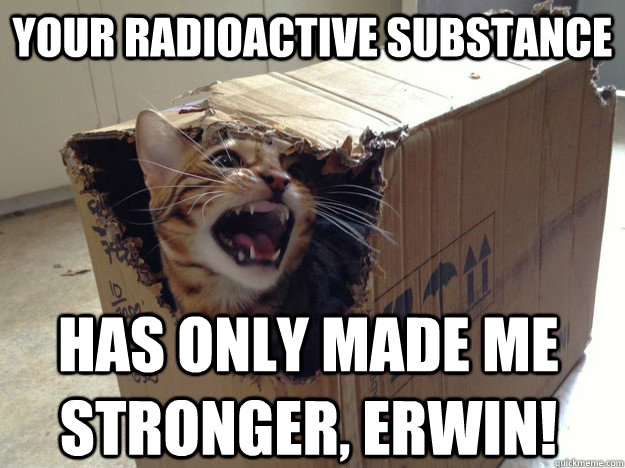 YOUR RADIOACTIVE SUBSTANCE
HAS ONLY MADE ME
STRONGER, ERWIN!
quickmeme.com